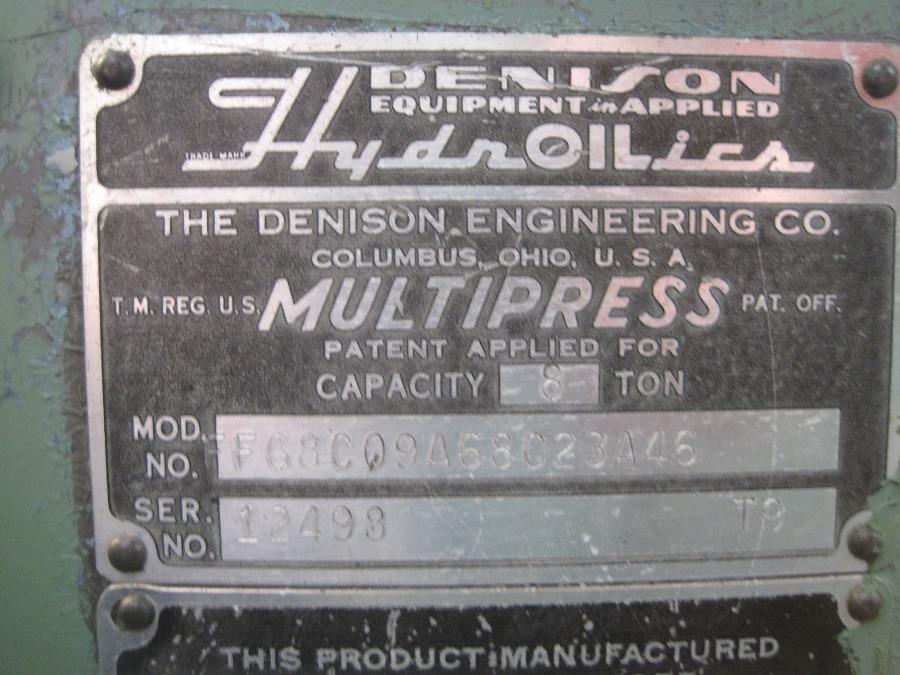 DENISON
EQUIPMENT in APPLIED
TRADE MARK HydrOILics
THE DENISON ENGINEERING CO.
COLUMBUS, OHIO, U. S. A.
T.M. REG. U.S. MULTIPRESS PAT. OFF.
PATENT APPLIED FOR
CAPACITY 8 TON
MOD. NO. FG8C09A68C23A46
SER. NO. 12498 T9
THIS PRODUCT MANUFACTURED